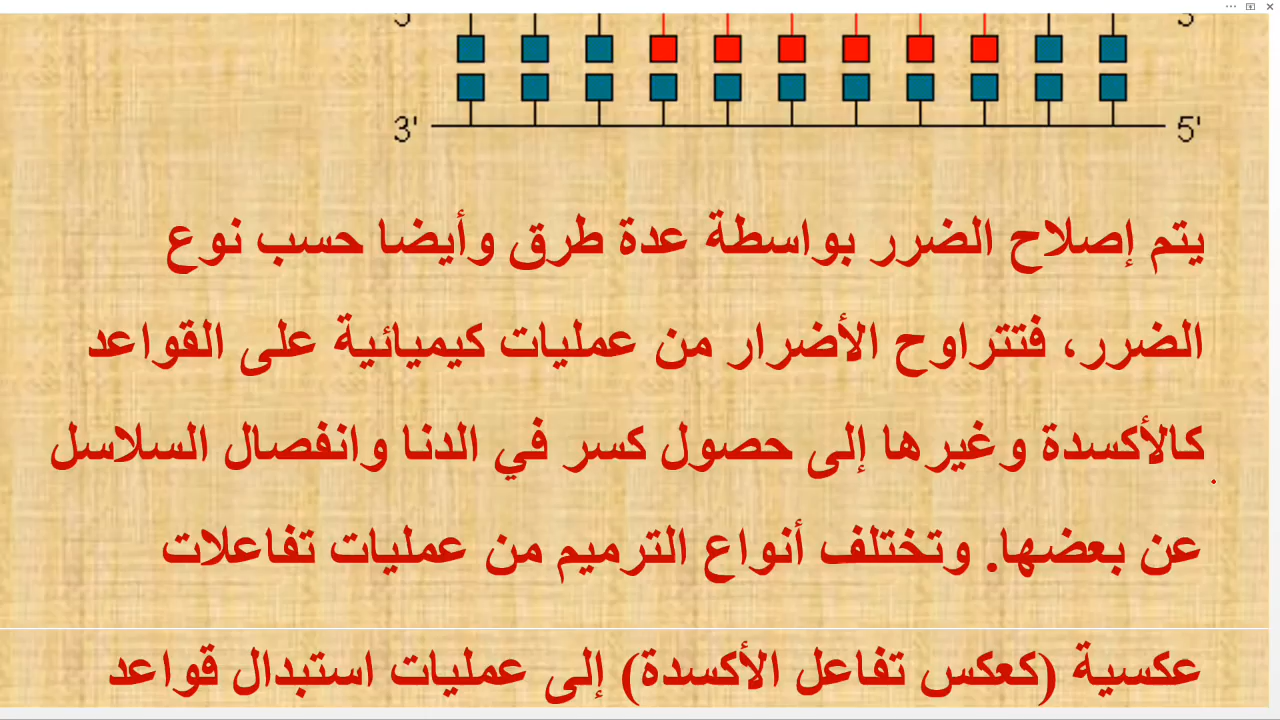 3' 5'
يتم إصلاح الضرر بواسطة عدة طرق وأيضا حسب نوع
الضرر، فتتراوح الأضرار من عمليات كيميائية على القواعد
كالأكسدة وغيرها إلى حصول كسر في الدنا وانفصال السلاسل
عن بعضها. وتختلف أنواع الترميم من عمليات تفاعلات
عكسية (كعكس تفاعل الأكسدة) إلى عمليات استبدال قواعد